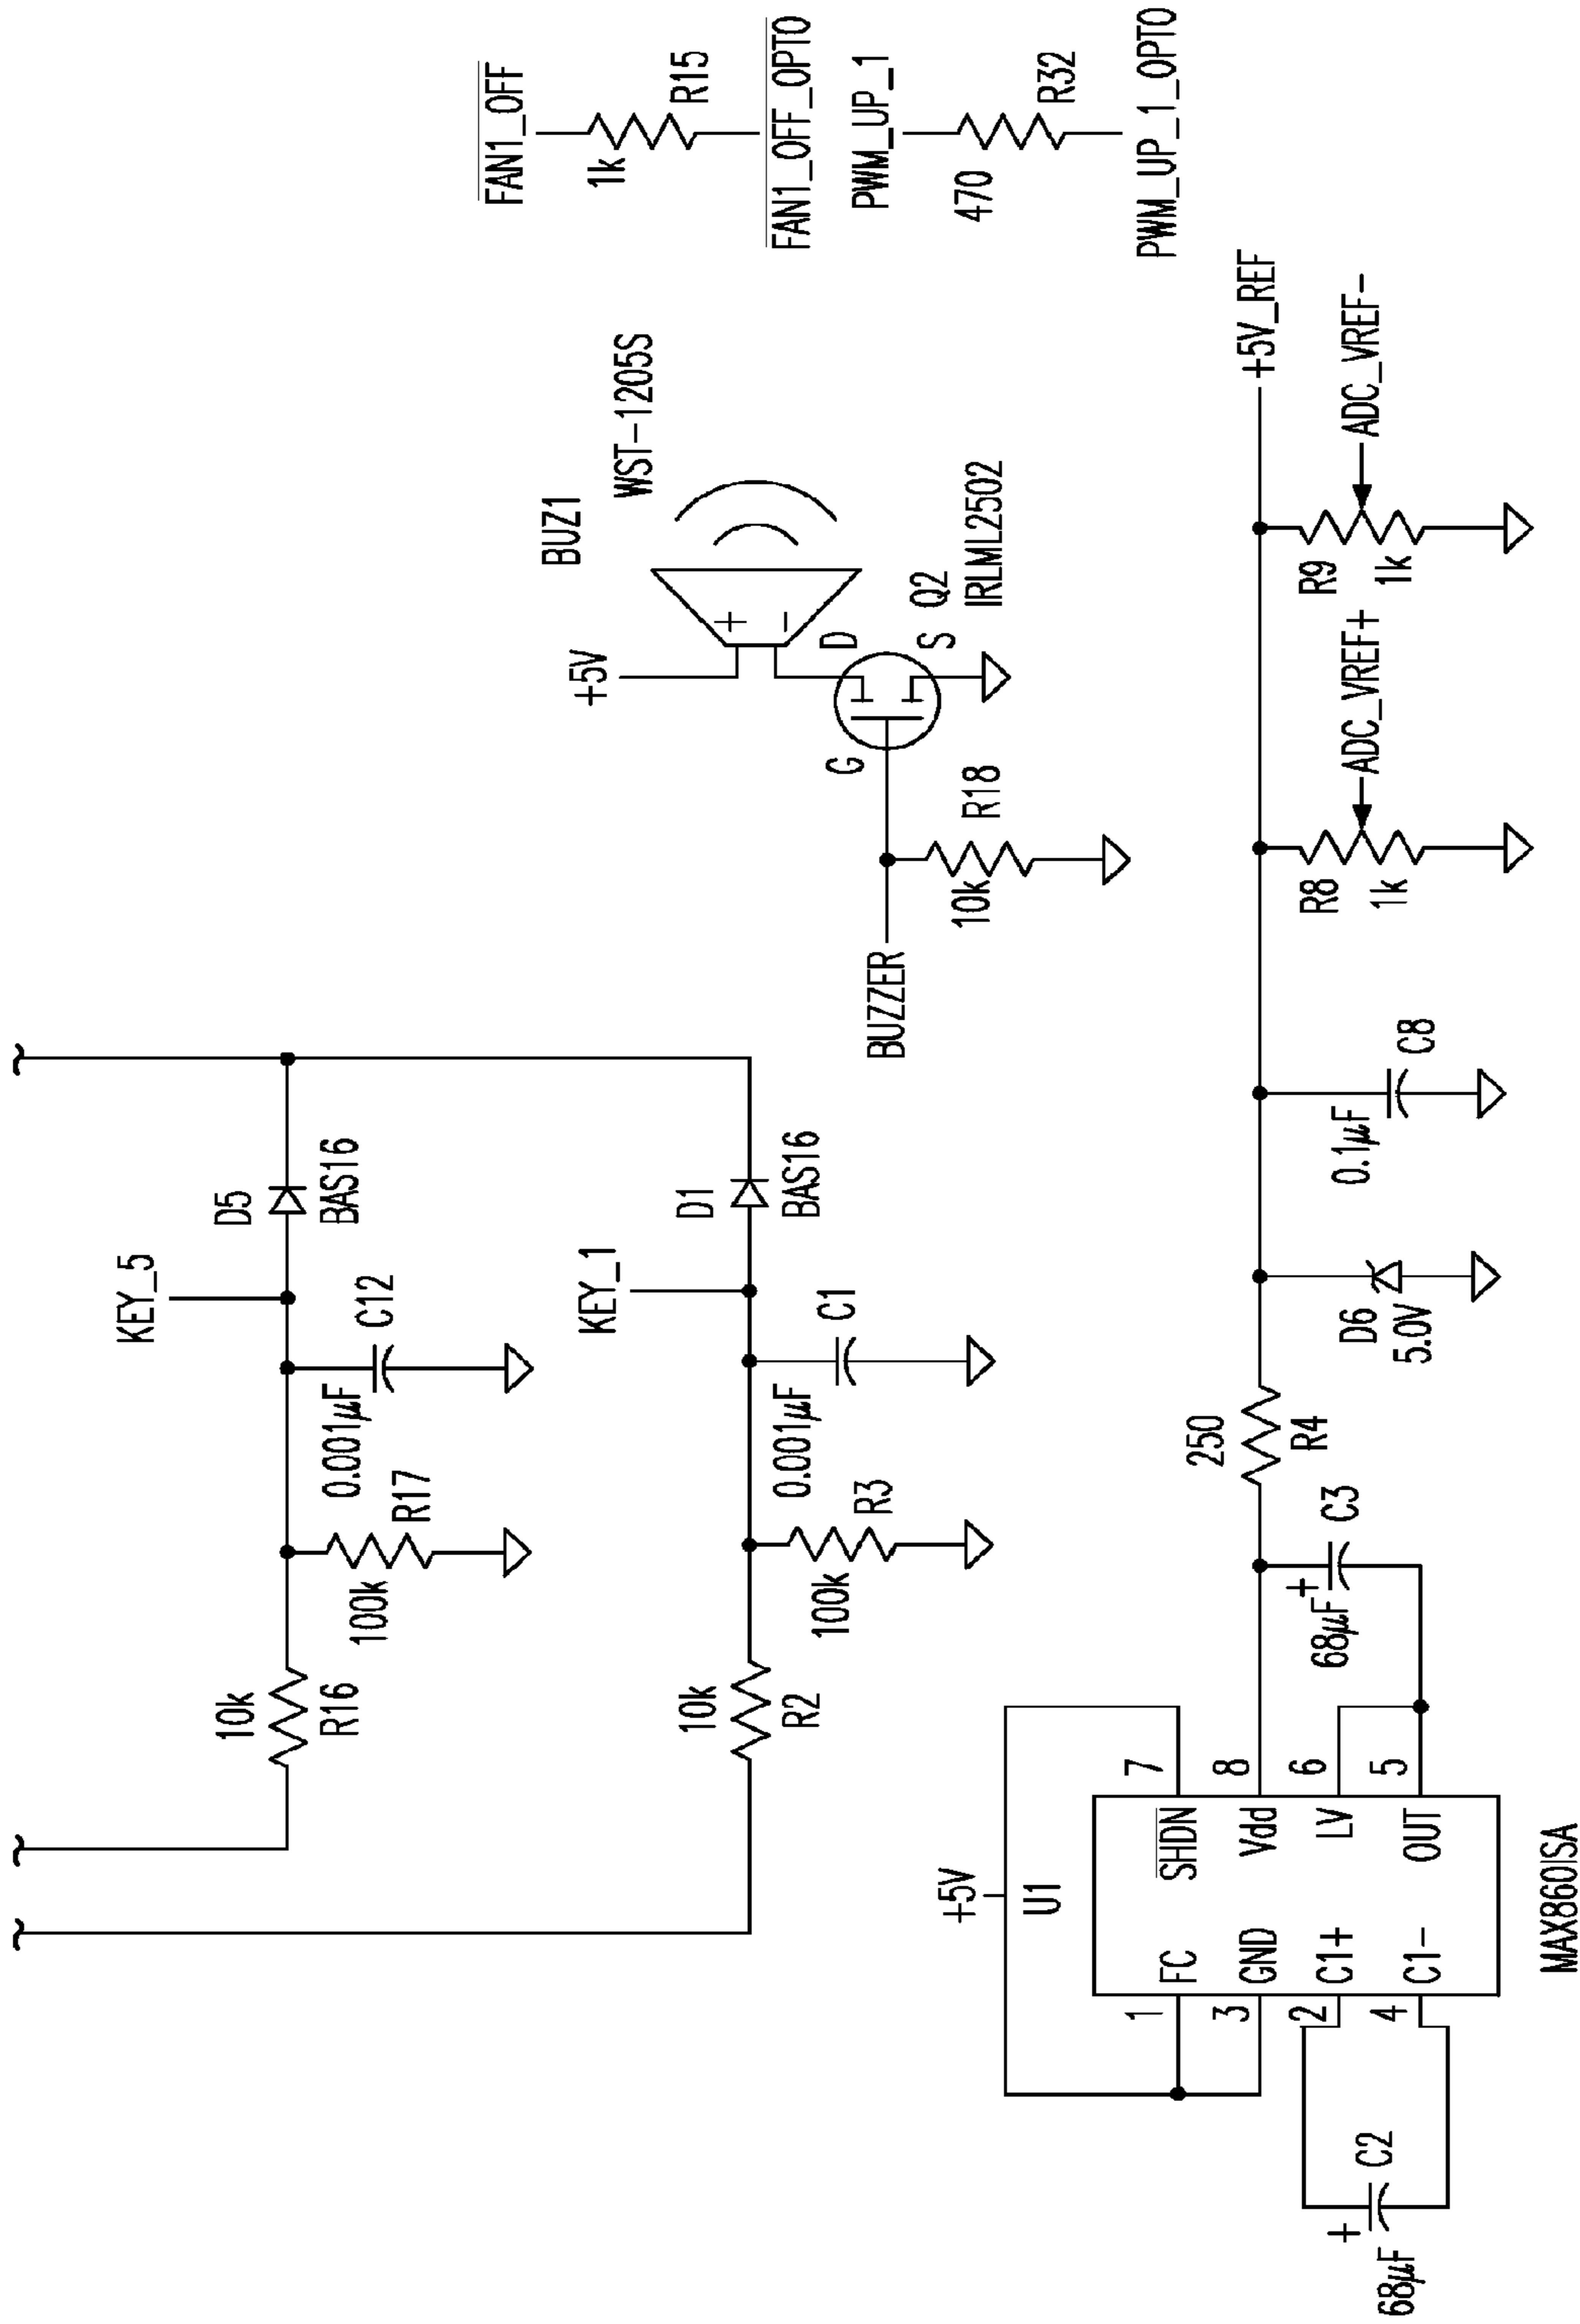 KEY_5
D5
BAS16
10k
R16
100k
R17
0.001µF
C12
KEY_1
D1
BAS16
10k
R2
100k
R3
0.001µF
C1
BUZ1
WST-1205S
+5V
+
-
D
G
S
Q2
IRLML2502
BUZZER
10k
R18
FAN1_OFF
1k
R15
FAN1_OFF_OPTO
PWM_UP_1
470
R32
PWM_UP_1_OPTO
+5V
U1
1
FC
SHDN
7
3
GND
Vdd
8
2
C1+
LV
6
4
C1-
OUT
5
MAX860ISA
+
68µF
C2
+
68µF
C3
250
R4
D6
5.0V
0.1µF
C8
R8
1k
ADC_VREF+
R9
1k
ADC_VREF-
+5V_REF